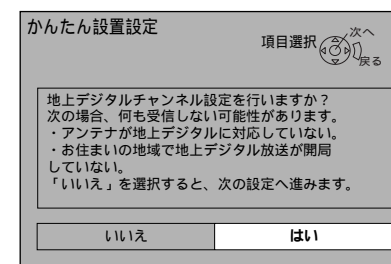 かんたん設置設定
項目選択
次へ
戻る
地上デジタルチャンネル設定を行いますか?
次の場合、何も受信しない可能性があります。
・アンテナが地上デジタルに対応していない。
・お住まいの地域で地上デジタル放送が開局
していない。
「いいえ」を選択すると、次の設定へ進みます。
いいえ
はい